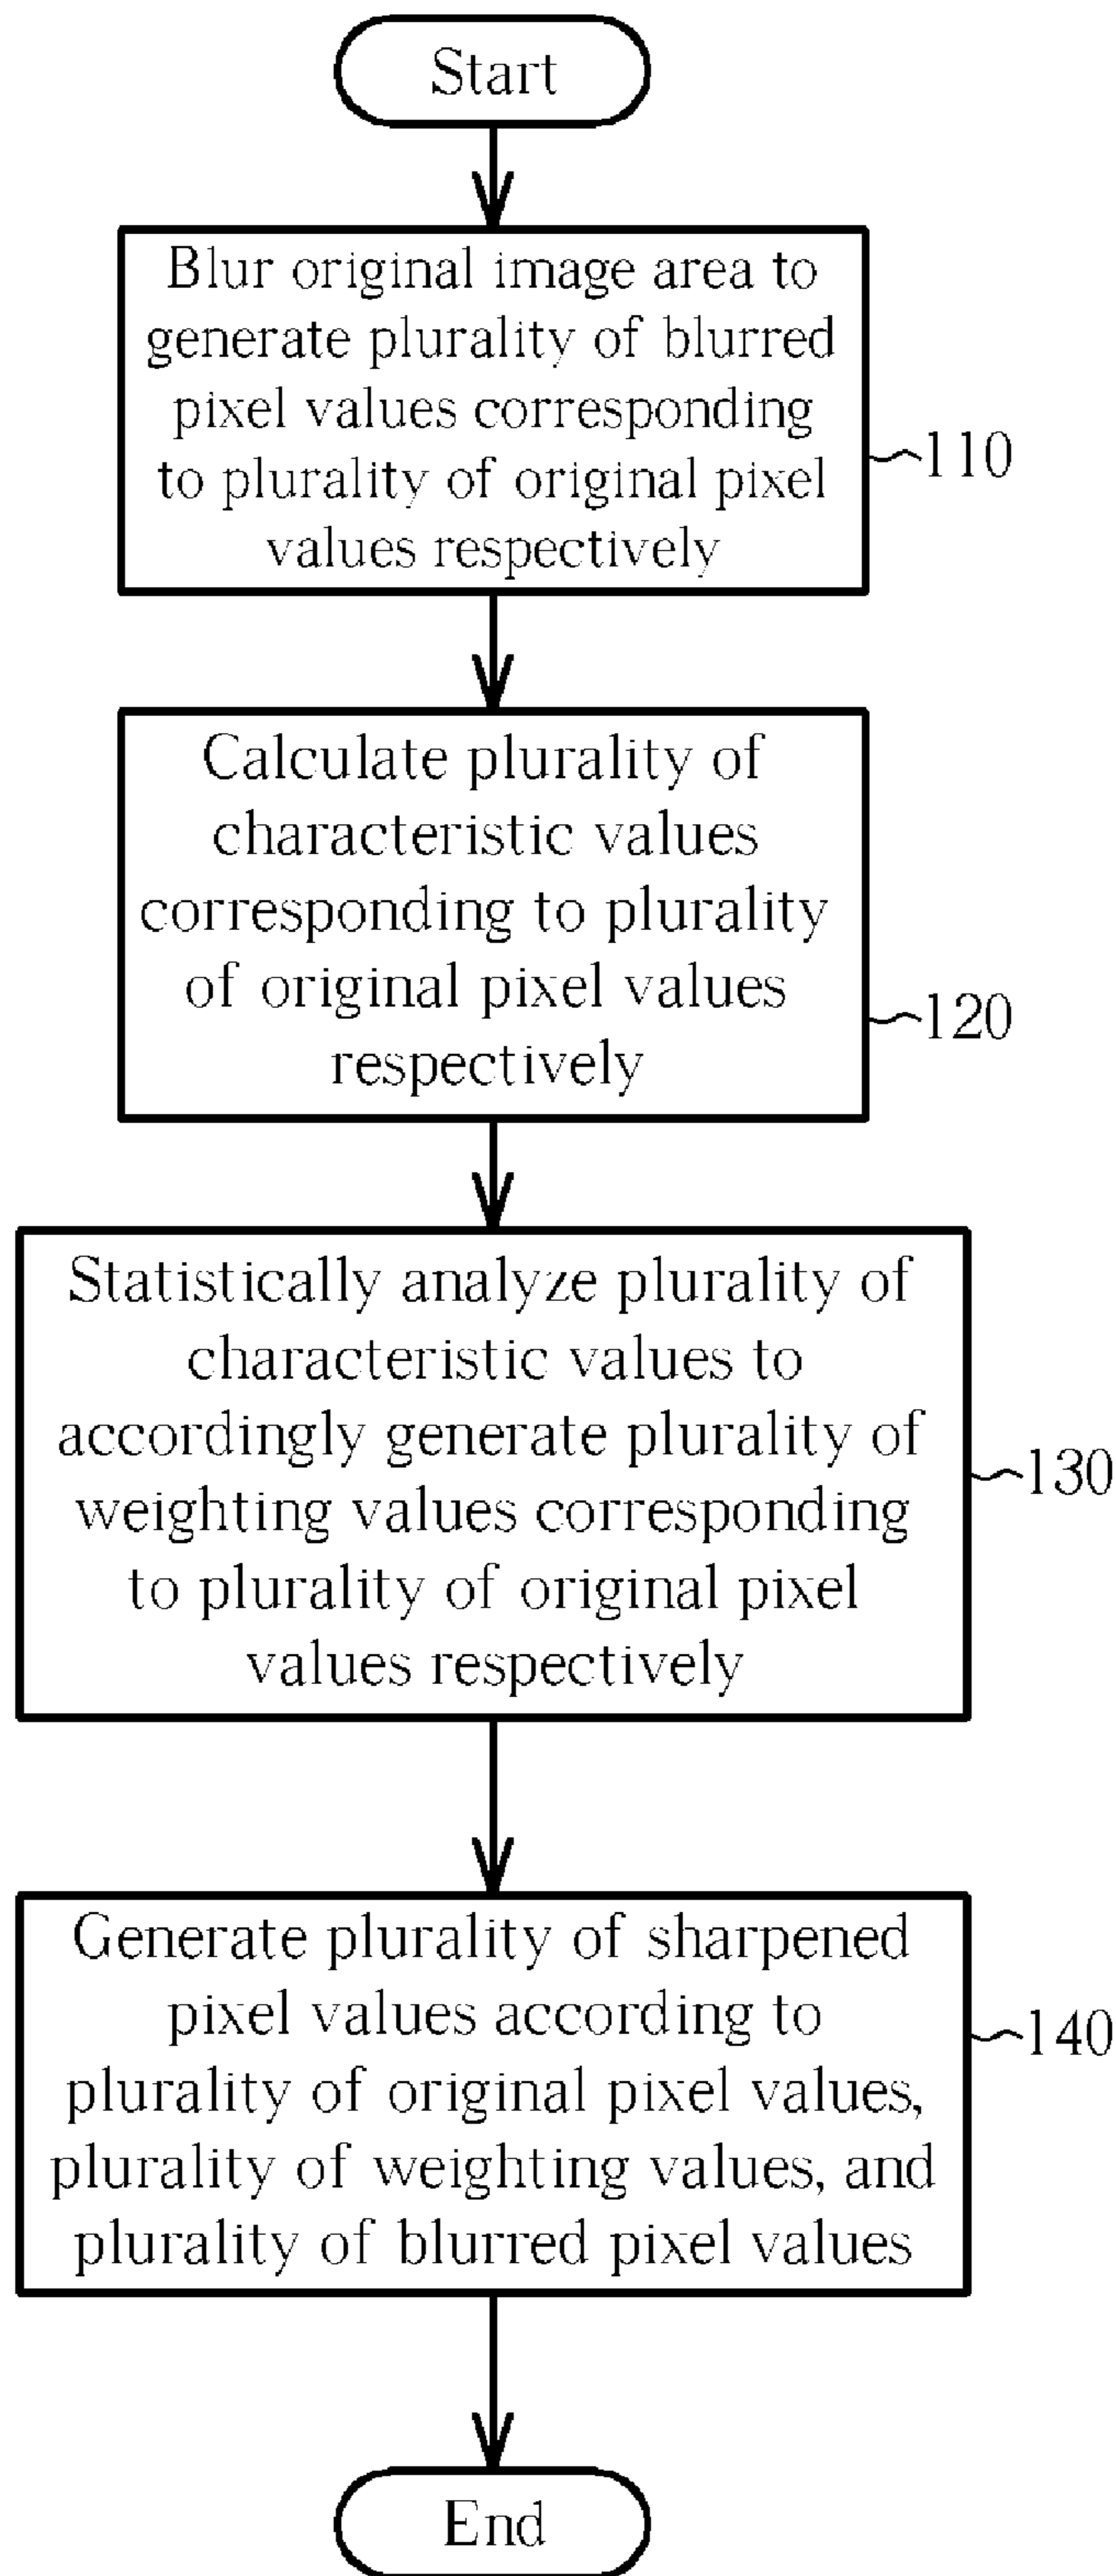 Start
Blur original image area to
generate plurality of blurred
pixel values corresponding
to plurality of original pixel
values respectively
110
Calculate plurality of
characteristic values
corresponding to plurality
of original pixel values
respectively
120
Statistically analyze plurality of
characteristic values to
accordingly generate plurality of
weighting values corresponding
to plurality of original pixel
values respectively
130
Generate plurality of sharpened
pixel values according to
plurality of original pixel values,
plurality of weighting values, and
plurality of blurred pixel values
140
End